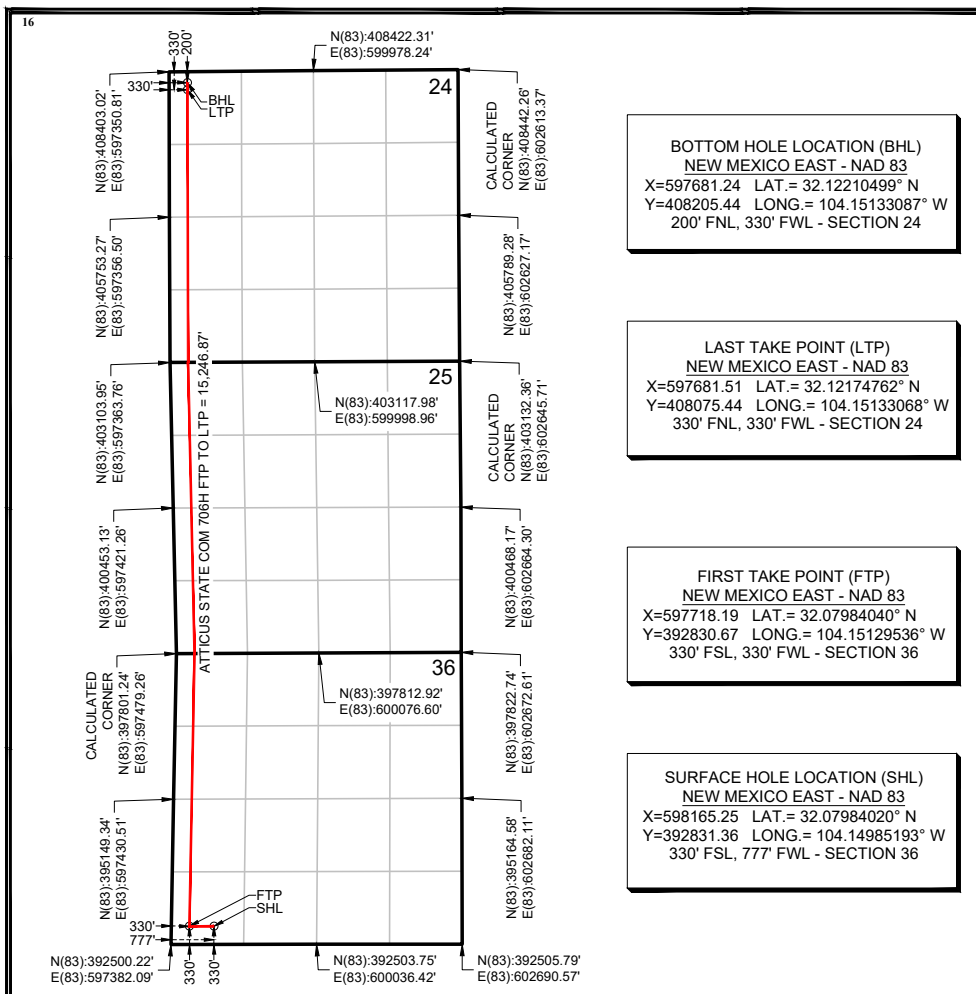 16
330'
200'
N(83):408422.31'
E(83):599978.24'
330'
BHL
LTP
24
N(83):408403.02'
E(83):597350.81'
CALCULATED
CORNER
N(83):408442.26'
E(83):602613.37'
N(83):405753.27'
E(83):597356.50'
N(83):405789.28'
E(83):602627.17'
25
N(83):403117.98'
E(83):599998.96'
N(83):403103.95'
E(83):597363.76'
CALCULATED
CORNER
N(83):403132.36'
E(83):602645.71'
ATTICUS STATE COM 706H FTP TO LTP = 15,246.87'
N(83):400453.13'
E(83):597421.26'
N(83):400468.17'
E(83):602664.30'
36
N(83):397812.92'
E(83):600076.60'
CALCULATED
CORNER
N(83):397801.24'
E(83):597479.26'
N(83):397822.74'
E(83):602672.61'
N(83):395149.34'
E(83):597430.51'
N(83):395164.58'
E(83):602682.11'
FTP
SHL
330'
777'
330'
330'
N(83):392500.22'
E(83):597382.09'
N(83):392503.75'
E(83):600036.42'
N(83):392505.79'
E(83):602690.57'
BOTTOM HOLE LOCATION (BHL)
NEW MEXICO EAST - NAD 83
X=597681.24 LAT.= 32.12210499° N
Y=408205.44 LONG.= 104.15133087° W
200' FNL, 330' FWL - SECTION 24
LAST TAKE POINT (LTP)
NEW MEXICO EAST - NAD 83
X=597681.51 LAT.= 32.12174762° N
Y=408075.44 LONG.= 104.15133068° W
330' FNL, 330' FWL - SECTION 24
FIRST TAKE POINT (FTP)
NEW MEXICO EAST - NAD 83
X=597718.19 LAT.= 32.07984040° N
Y=392830.67 LONG.= 104.15129536° W
330' FSL, 330' FWL - SECTION 36
SURFACE HOLE LOCATION (SHL)
NEW MEXICO EAST - NAD 83
X=598165.25 LAT.= 32.07984020° N
Y=392831.36 LONG.= 104.14985193° W
330' FSL, 777' FWL - SECTION 36